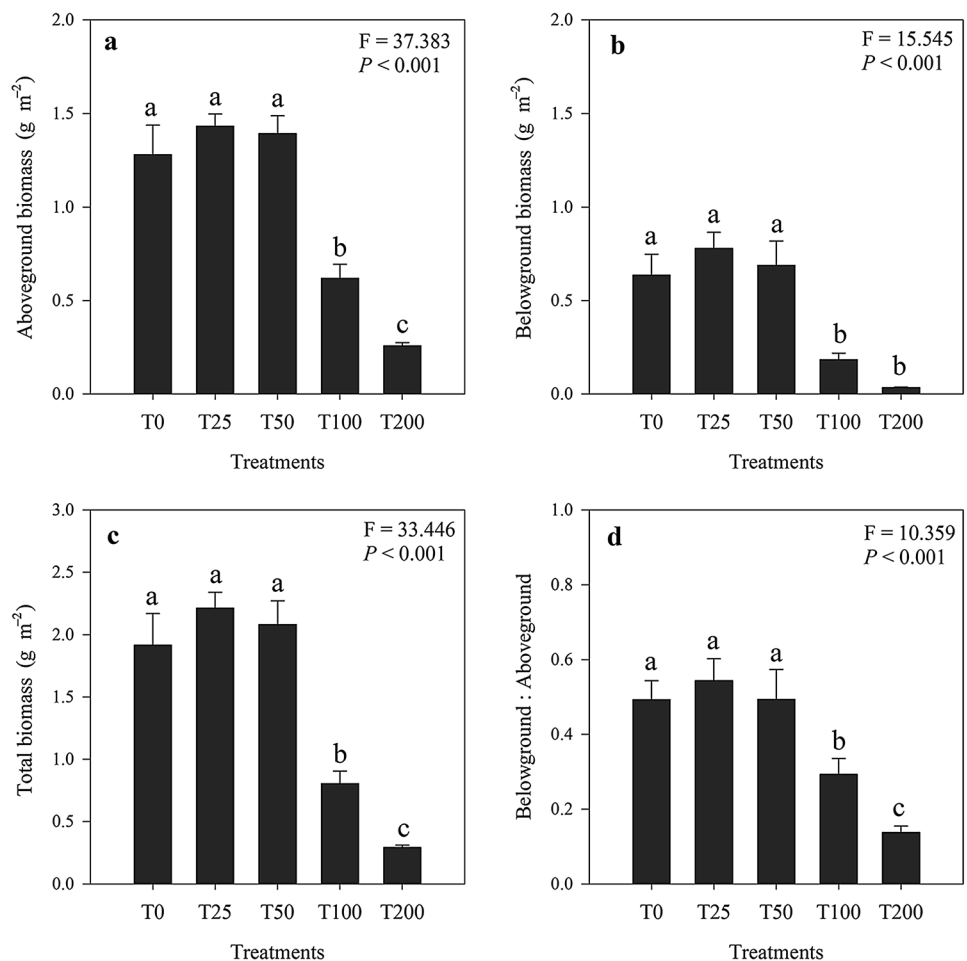 a
F = 37.383
P < 0.001
Aboveground biomass (g m⁻²)
2.0
1.5
1.0
0.5
0.0
a
a
a
b
c
T0 T25 T50 T100 T200
Treatments
b
F = 15.545
P < 0.001
Belowground biomass (g m⁻²)
2.0
1.5
1.0
0.5
0.0
a
a
a
b
b
T0 T25 T50 T100 T200
Treatments
c
F = 33.446
P < 0.001
Total biomass (g m⁻²)
3.0
2.5
2.0
1.5
1.0
0.5
0.0
a
a
a
b
c
T0 T25 T50 T100 T200
Treatments
d
F = 10.359
P < 0.001
Belowground : Aboveground
1.0
0.8
0.6
0.4
0.2
0.0
a
a
a
b
c
T0 T25 T50 T100 T200
Treatments